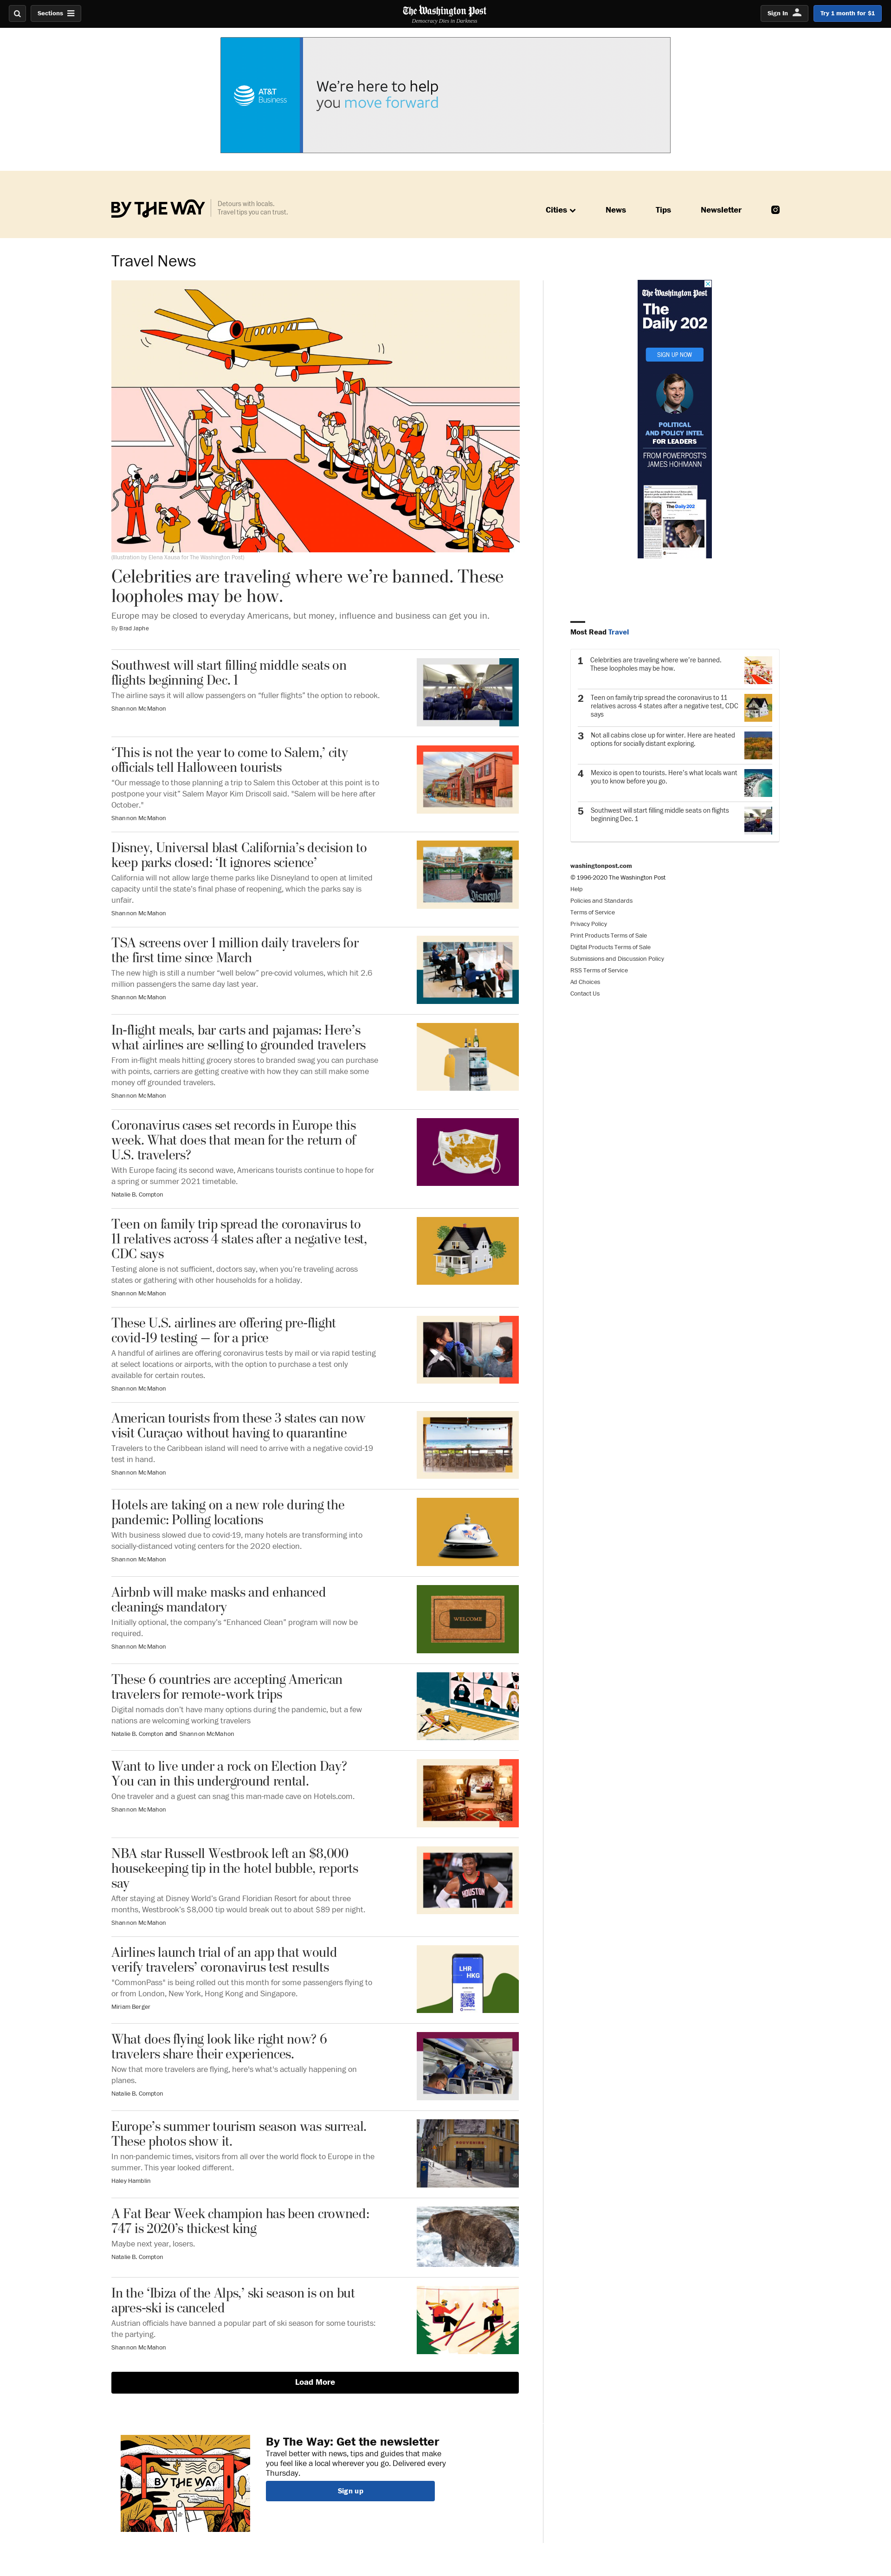 Sections
The Washington Post
Democracy Dies in Darkness
Sign In
Try 1 month for $1
AT&T
Business
We're here to help
you move forward
BY THE WAY
Detours with locals.
Travel tips you can trust.
Cities
News
Tips
Newsletter
Travel News
(Illustration by Elena Xausa for The Washington Post)
Celebrities are traveling where we're banned. These
loopholes may be how.
Europe may be closed to everyday Americans, but money, influence and business can get you in.
By Brad Japhe
Southwest will start filling middle seats on
flights beginning Dec. 1
The airline says it will allow passengers on "fuller flights" the option to rebook.
Shannon McMahon
'This is not the year to come to Salem,' city
officials tell Halloween tourists
"Our message to those planning a trip to Salem this October at this point is to
postpone your visit" Salem Mayor Kim Driscoll said. "Salem will be here after
October."
Shannon McMahon
Disney, Universal blast California's decision to
keep parks closed: 'It ignores science'
California will not allow large theme parks like Disneyland to open at limited
capacity until the state's final phase of reopening, which the parks say is
unfair.
Shannon McMahon
TSA screens over 1 million daily travelers for
the first time since March
The new high is still a number "well below" pre-covid volumes, which hit 2.6
million passengers the same day last year.
Shannon McMahon
In-flight meals, bar carts and pajamas: Here's
what airlines are selling to grounded travelers
From in-flight meals hitting grocery stores to branded swag you can purchase
with points, carriers are getting creative with how they can still make some
money off grounded travelers.
Shannon McMahon
Coronavirus cases set records in Europe this
week. What does that mean for the return of
U.S. travelers?
With Europe facing its second wave, Americans tourists continue to hope for
a spring or summer 2021 timetable.
Natalie B. Compton
Teen on family trip spread the coronavirus to
11 relatives across 4 states after a negative test,
CDC says
Testing alone is not sufficient, doctors say, when you're traveling across
states or gathering with other households for a holiday.
Shannon McMahon
These U.S. airlines are offering pre-flight
covid-19 testing — for a price
A handful of airlines are offering coronavirus tests by mail or via rapid testing
at select locations or airports, with the option to purchase a test only
available for certain routes.
Shannon McMahon
American tourists from these 3 states can now
visit Curaçao without having to quarantine
Travelers to the Caribbean island will need to arrive with a negative covid-19
test in hand.
Shannon McMahon
Hotels are taking on a new role during the
pandemic: Polling locations
With business slowed due to covid-19, many hotels are transforming into
socially-distanced voting centers for the 2020 election.
Shannon McMahon
Airbnb will make masks and enhanced
cleanings mandatory
Initially optional, the company's "Enhanced Clean" program will now be
required.
Shannon McMahon
WELCOME
These 6 countries are accepting American
travelers for remote-work trips
Digital nomads don't have many options during the pandemic, but a few
nations are welcoming working travelers
Natalie B. Compton and Shannon McMahon
Want to live under a rock on Election Day?
You can in this underground rental.
One traveler and a guest can snag this man-made cave on Hotels.com.
Shannon McMahon
NBA star Russell Westbrook left an $8,000
housekeeping tip in the hotel bubble, reports
say
After staying at Disney World's Grand Floridian Resort for about three
months, Westbrook's $8,000 tip would break out to about $89 per night.
Shannon McMahon
HOUSTON
0
Airlines launch trial of an app that would
verify travelers' coronavirus test results
"CommonPass" is being rolled out this month for some passengers flying to
or from London, New York, Hong Kong and Singapore.
Miriam Berger
LHR
HKG
What does flying look like right now? 6
travelers share their experiences.
Now that more travelers are flying, here's what's actually happening on
planes.
Natalie B. Compton
Europe's summer tourism season was surreal.
These photos show it.
In non-pandemic times, visitors from all over the world flock to Europe in the
summer. This year looked different.
Haley Hamblin
A Fat Bear Week champion has been crowned:
747 is 2020's thickest king
Maybe next year, losers.
Natalie B. Compton
In the 'Ibiza of the Alps,' ski season is on but
apres-ski is canceled
Austrian officials have banned a popular part of ski season for some tourists:
the partying.
Shannon McMahon
Load More
BY THE WAY
By The Way: Get the newsletter
Travel better with news, tips and guides that make
you feel like a local wherever you go. Delivered every
Thursday.
Sign up
The Washington Post
The
Daily 202
SIGN UP NOW
POLITICAL
AND POLICY INTEL
FOR LEADERS
FROM POWERPOST'S
JAMES HOHMANN
The Daily 202
Most Read Travel
1 Celebrities are traveling where we're banned.
These loopholes may be how.
2 Teen on family trip spread the coronavirus to 11
relatives across 4 states after a negative test, CDC
says
3 Not all cabins close up for winter. Here are heated
options for socially distant exploring.
4 Mexico is open to tourists. Here's what locals want
you to know before you go.
5 Southwest will start filling middle seats on flights
beginning Dec. 1
washingtonpost.com
© 1996-2020 The Washington Post
Help
Policies and Standards
Terms of Service
Privacy Policy
Print Products Terms of Sale
Digital Products Terms of Sale
Submissions and Discussion Policy
RSS Terms of Service
Ad Choices
Contact Us